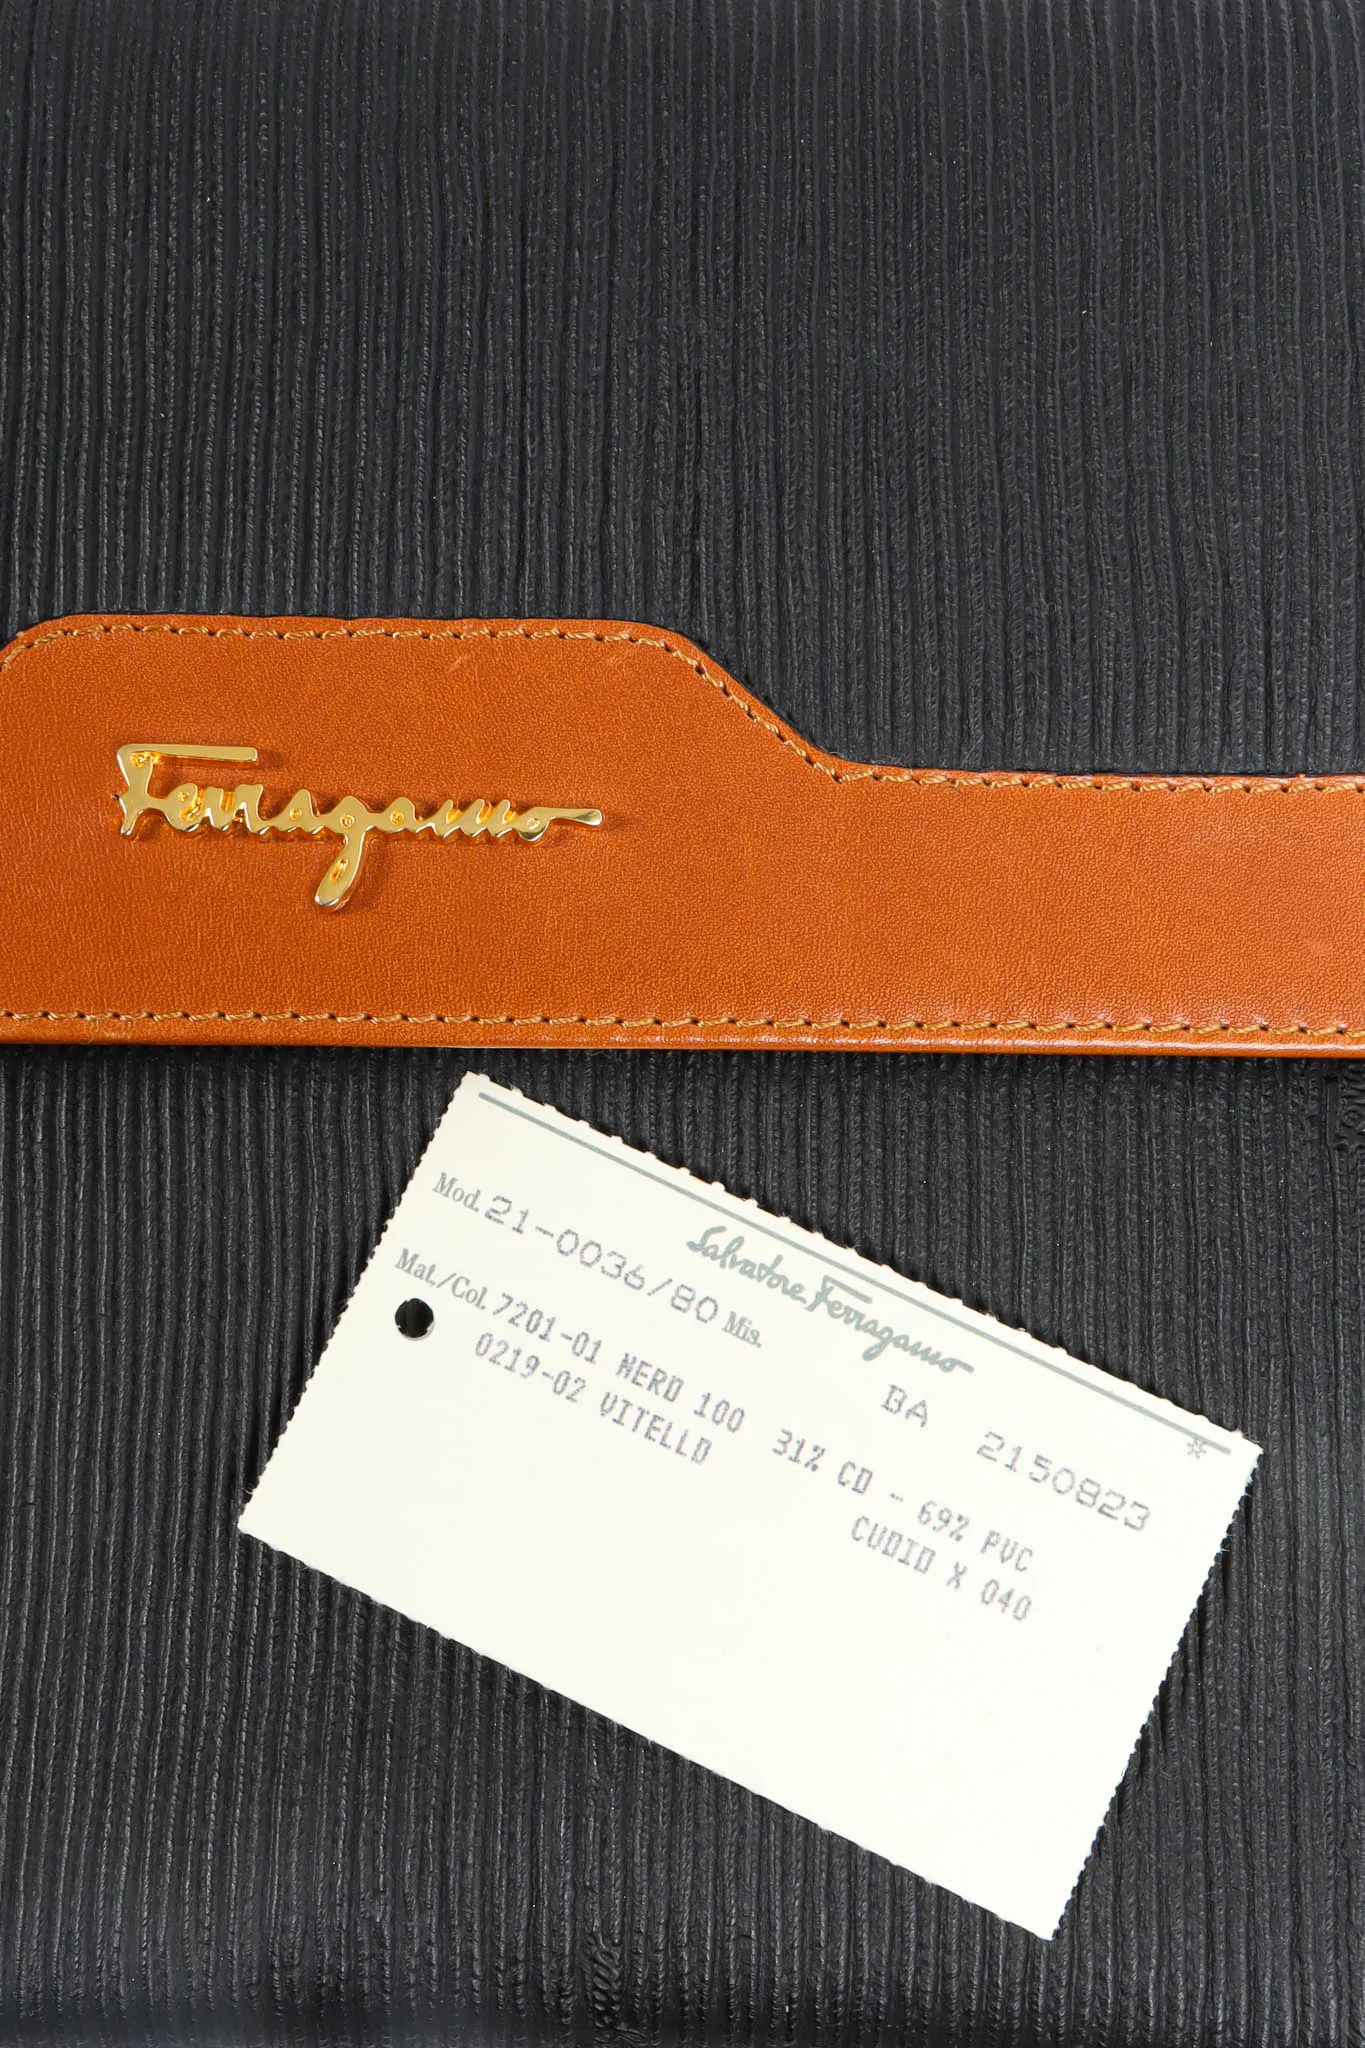 Ferragamo
Salvatore Ferragamo
Mod. 21-0036/80 Mis. BA 2150823
Mat./Col. 7201-01 NERO 100 31% CO - 69% PVC
0219-02 VITELLO CUOIO X 040
*